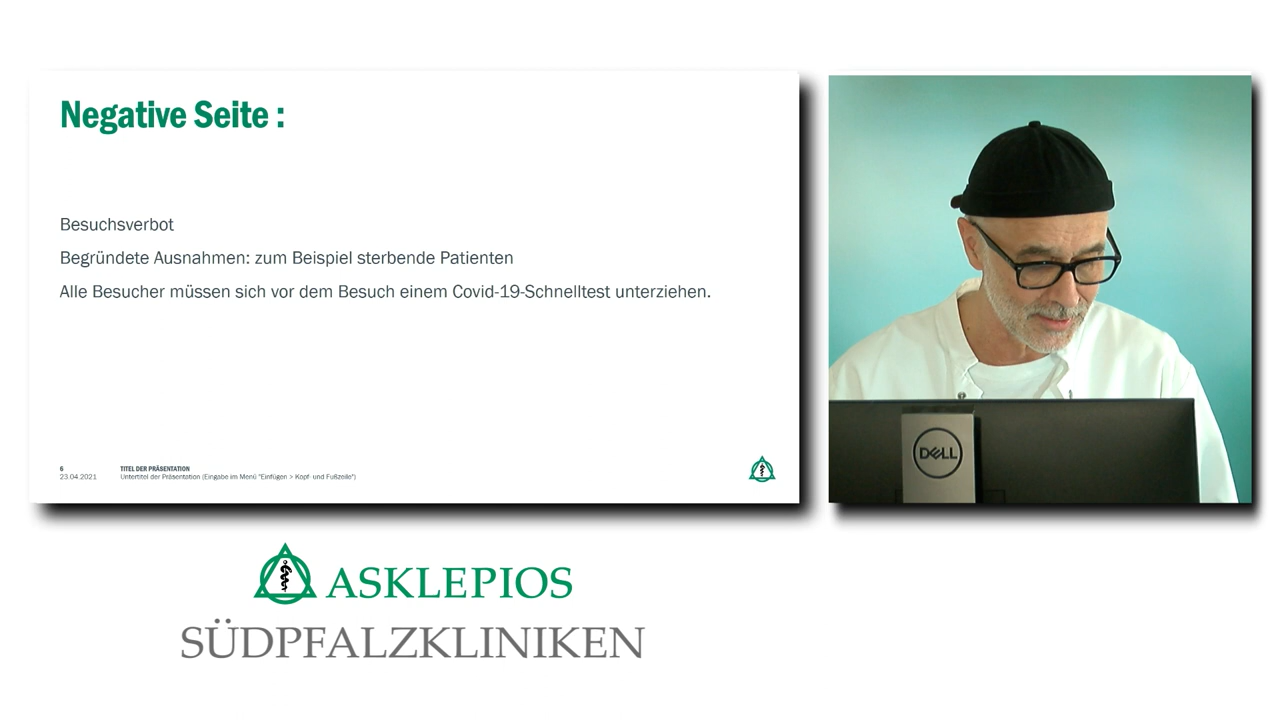 Negative Seite :
Besuchsverbot
Begründete Ausnahmen: zum Beispiel sterbende Patienten
Alle Besucher müssen sich vor dem Besuch einem Covid-19-Schnelltest unterziehen.
6
TITEL DER PRÄSENTATION
23.04.2021
Untertitel der Präsentation (Eingabe im Menü "Einfügen > Kopf- und Fußzeile")
DELL
ASKLEPIOS
SÜDPFALZKLINIKEN